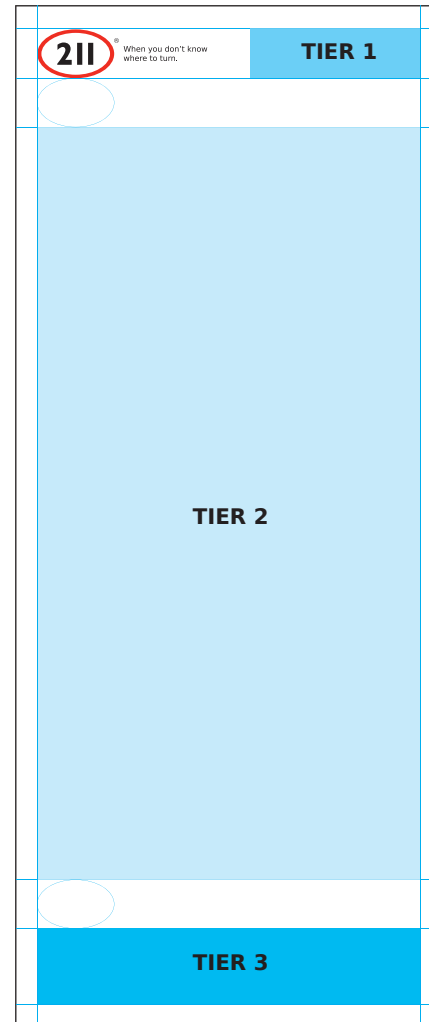 211®
When you don't know
where to turn.
TIER 1
TIER 2
TIER 3